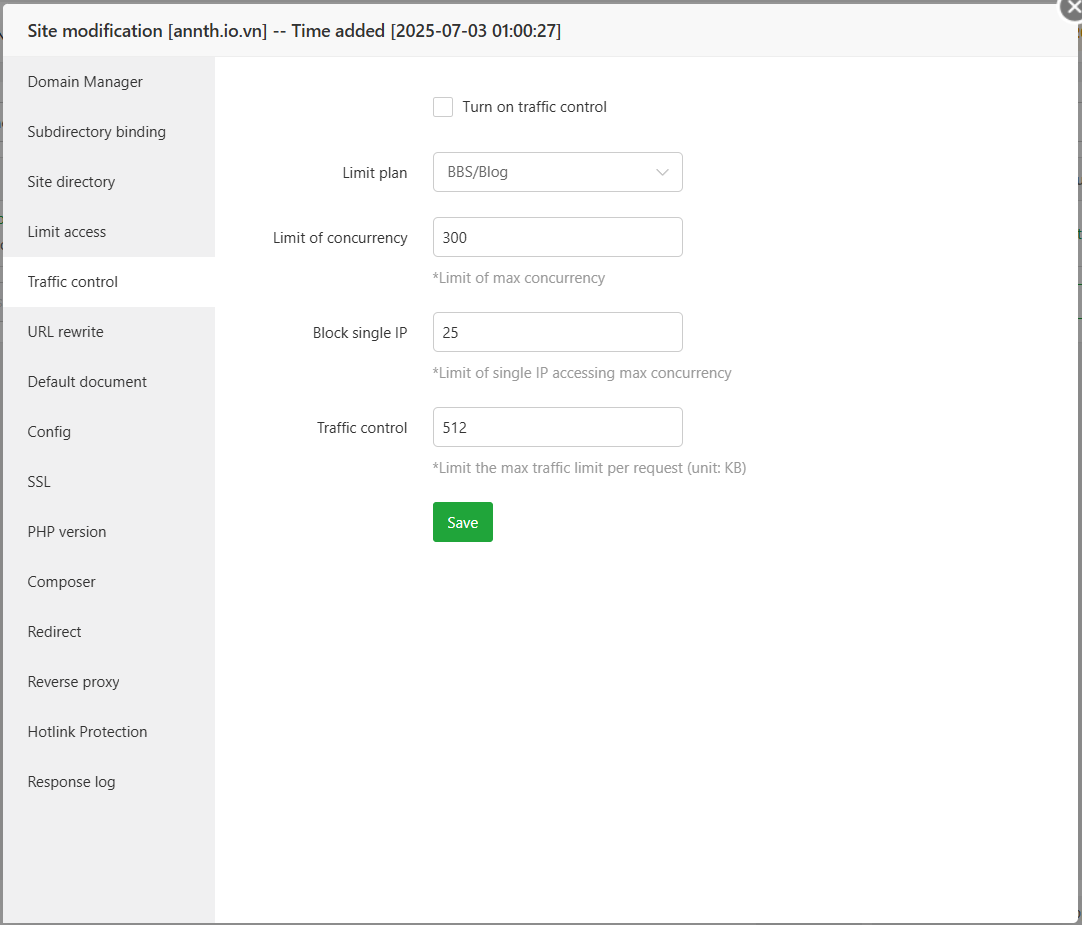 Site modification [annth.io.vn] -- Time added [2025-07-03 01:00:27]
Domain Manager
Subdirectory binding
Site directory
Limit access
Traffic control
URL rewrite
Default document
Config
SSL
PHP version
Composer
Redirect
Reverse proxy
Hotlink Protection
Response log
Turn on traffic control
Limit plan BBS/Blog
Limit of concurrency 300
*Limit of max concurrency
Block single IP 25
*Limit of single IP accessing max concurrency
Traffic control 512
*Limit the max traffic limit per request (unit: KB)
Save